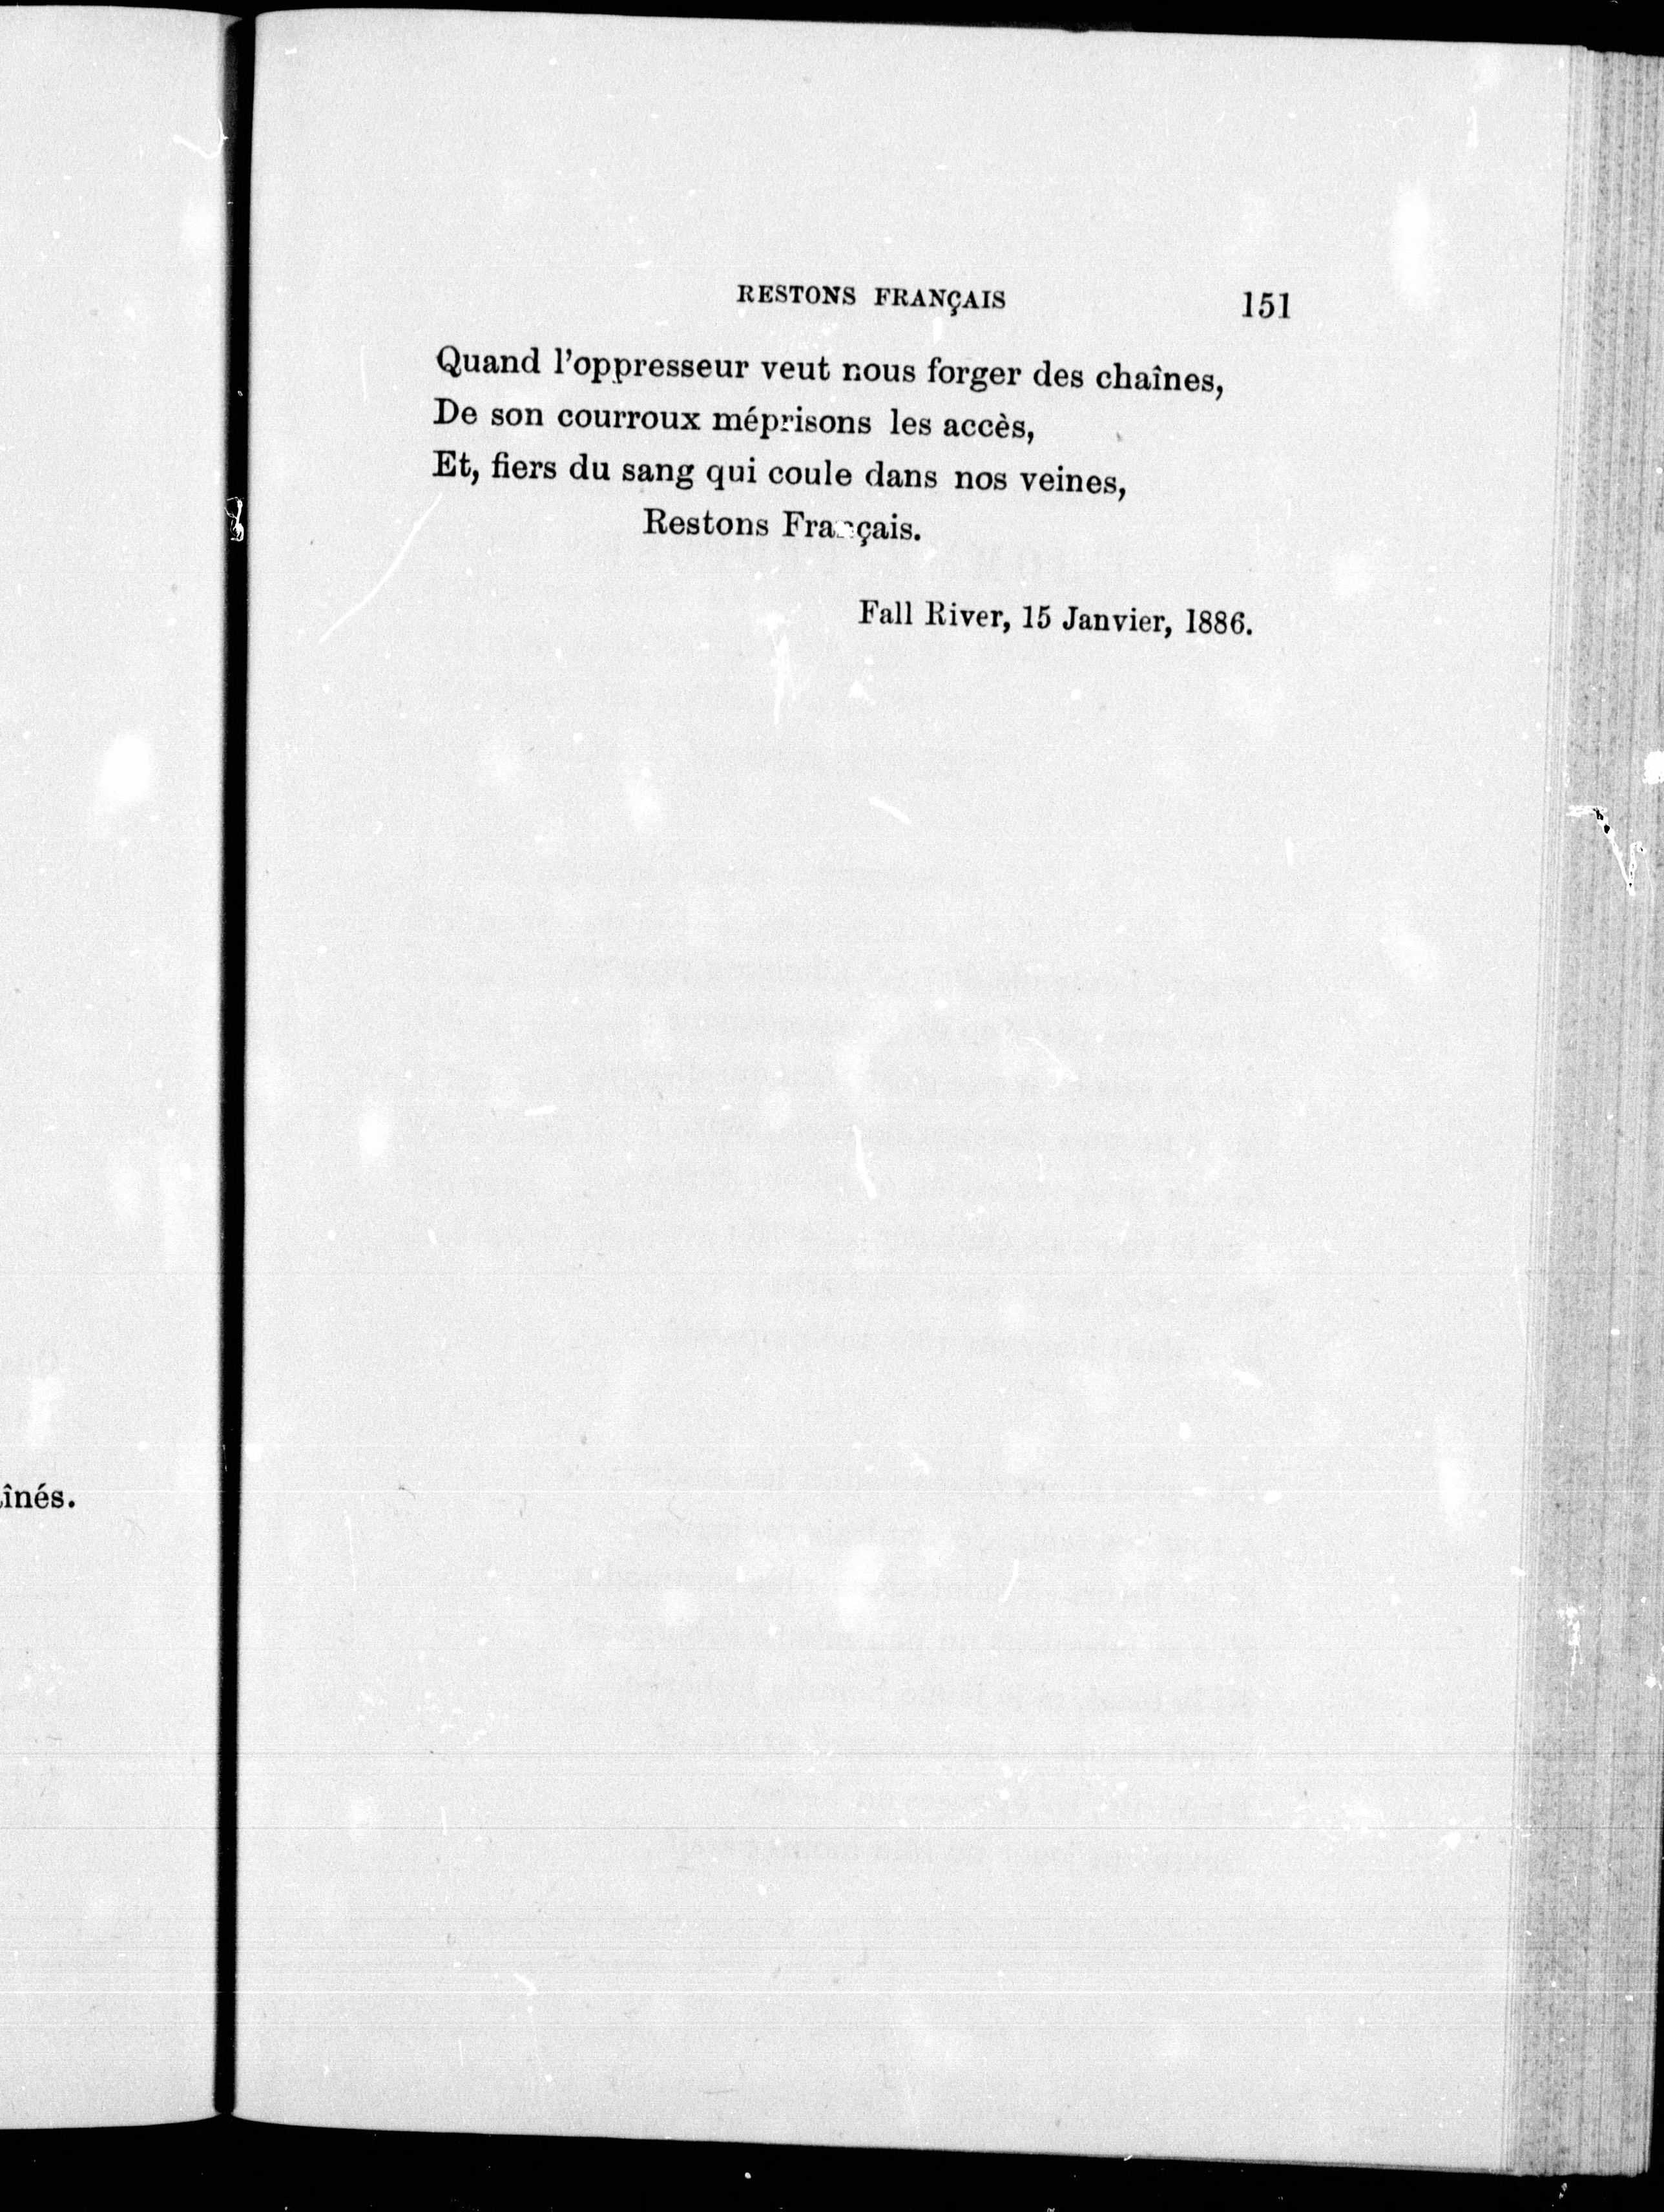 RESTONS FRANÇAIS 151
Quand l'oppresseur veut nous forger des chaînes,
De son courroux méprisons les accès,
Et, fiers du sang qui coule dans nos veines,
Restons Français.
Fall River, 15 Janvier, 1886.